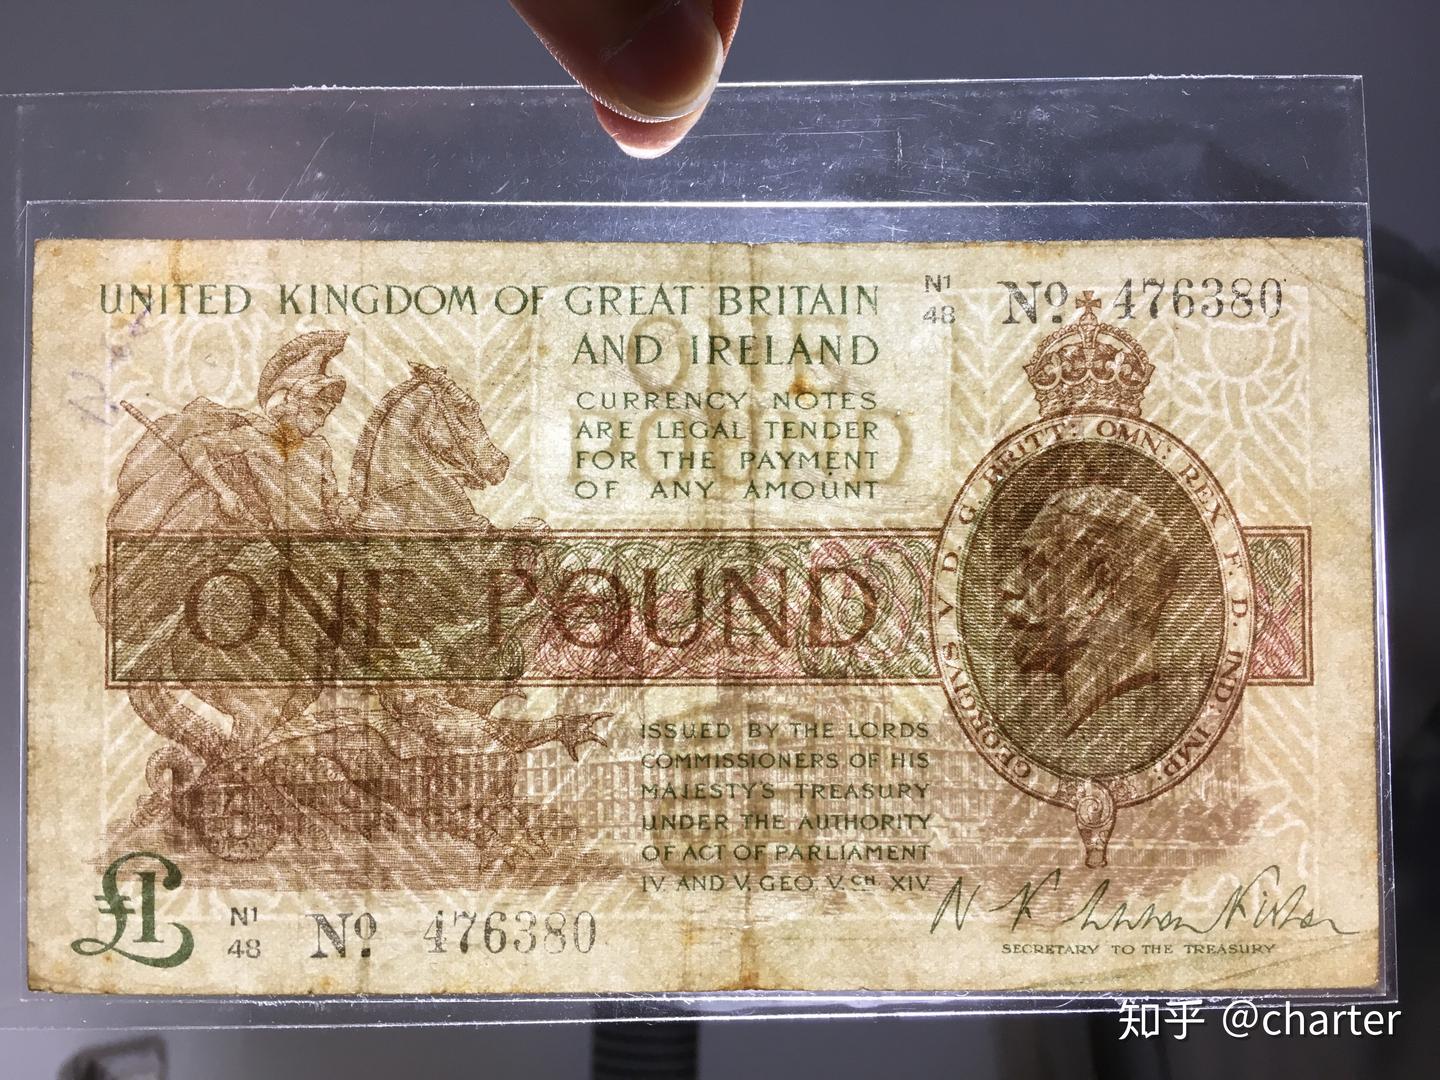 UNITED KINGDOM OF GREAT BRITAIN
AND IRELAND
N1
48
Nº 476380
CURRENCY NOTES
ARE LEGAL TENDER
FOR THE PAYMENT
OF ANY AMOUNT
ONE
POUND
GEORGIVS V D. G. BRITT: OMN: REX F. D. IND: IMP:
ONE POUND
ISSUED BY THE LORDS
COMMISSIONERS OF HIS
MAJESTY'S TREASURY
UNDER THE AUTHORITY
OF ACT OF PARLIAMENT
IV AND V, GEO. V. CH XIV.
£1
N1
48
Nº 476380
SECRETARY TO THE TREASURY
知乎 @charter